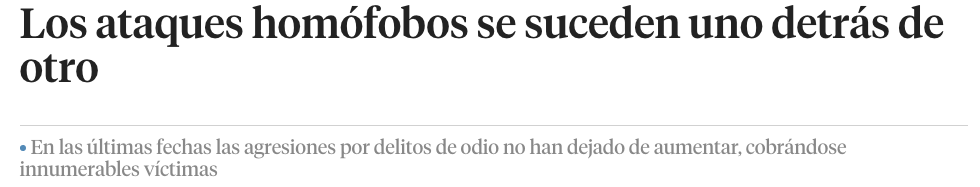 Los ataques homófobos se suceden uno detrás de
otro
• En las últimas fechas las agresiones por delitos de odio no han dejado de aumentar, cobrándose
innumerables víctimas